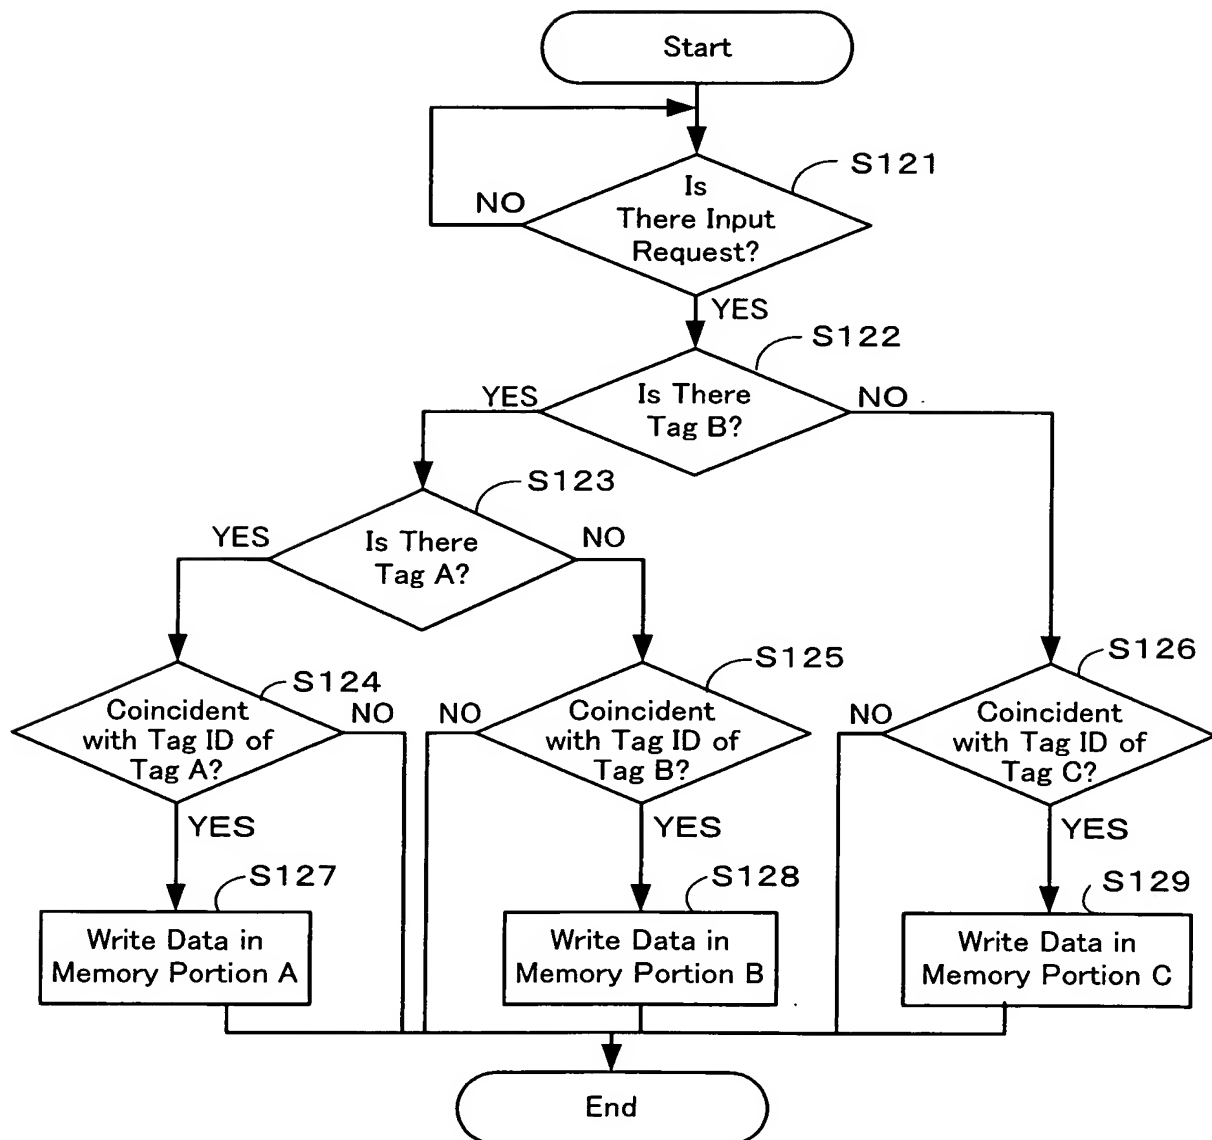 Start
S121
Is
There Input
Request?
NO
YES
S122
Is There
Tag B?
YES
NO
S123
Is There
Tag A?
YES
NO
S124
Coincident
with Tag ID of
Tag A?
NO
YES
S125
Coincident
with Tag ID of
Tag B?
NO
YES
S126
Coincident
with Tag ID of
Tag C?
NO
YES
S127
Write Data in
Memory Portion A
S128
Write Data in
Memory Portion B
S129
Write Data in
Memory Portion C
End